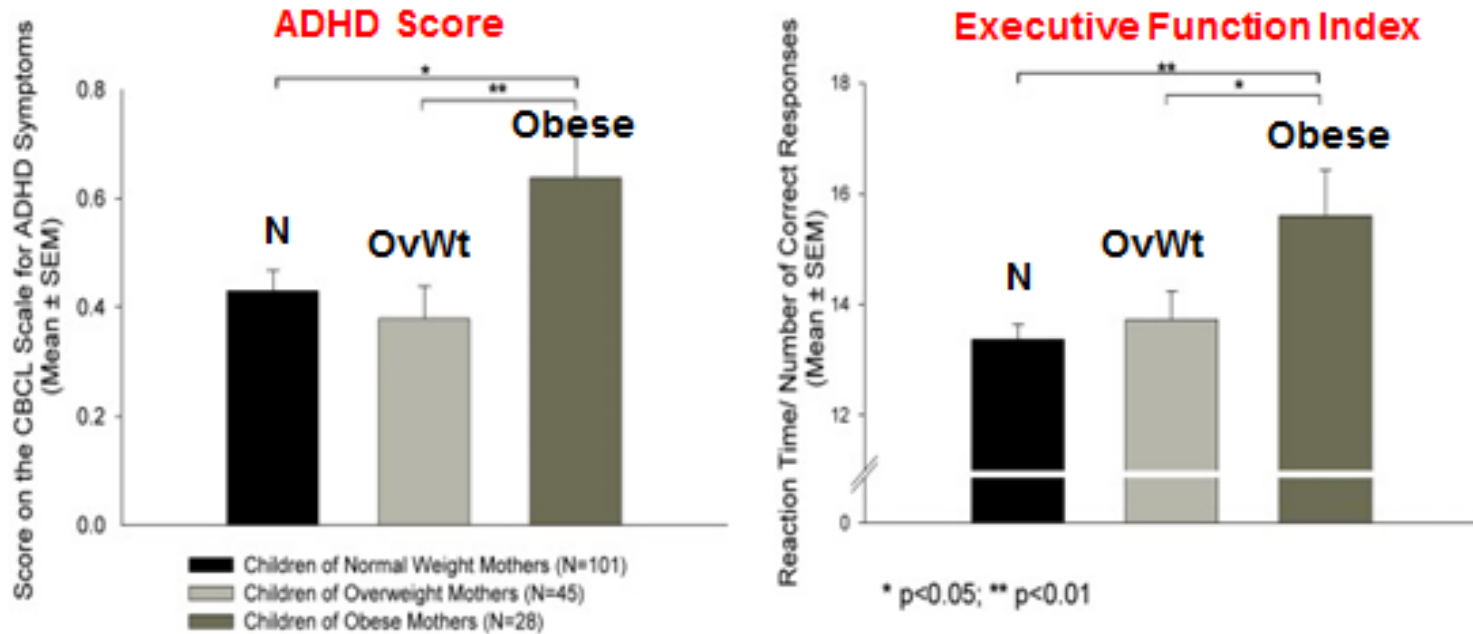 ADHD Score
Score on the CBCL Scale for ADHD Symptoms
(Mean ± SEM)
0.8
0.6
0.4
0.2
0.0
*
**
N
OvWt
Obese
Children of Normal Weight Mothers (N=101)
Children of Overweight Mothers (N=45)
Children of Obese Mothers (N=28)
Executive Function Index
Reaction Time/ Number of Correct Responses
(Mean ± SEM)
18
16
14
12
0
**
*
N
OvWt
Obese
* p<0.05; ** p<0.01